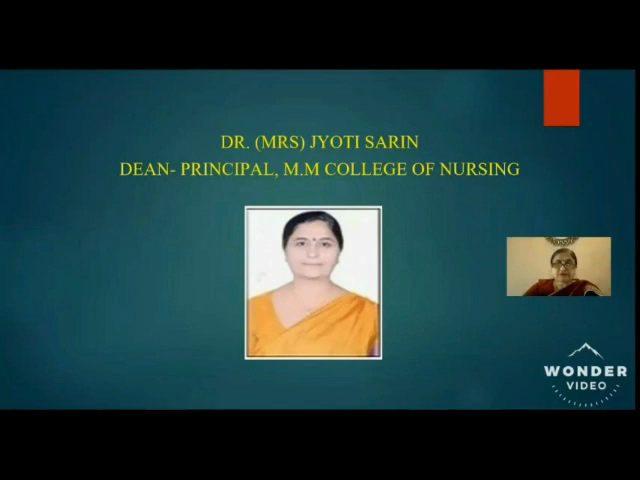 DR. (MRS) JYOTI SARIN
DEAN- PRINCIPAL, M.M COLLEGE OF NURSING
WONDER
VIDEO